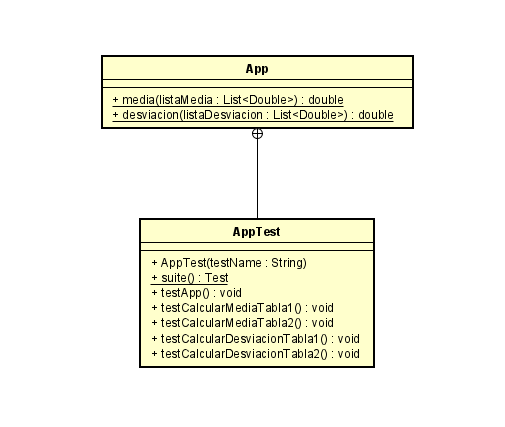 App
+ media(listaMedia : List<Double>) : double
+ desviacion(listaDesviacion : List<Double>) : double
AppTest
+ AppTest(testName : String)
+ suite() : Test
+ testApp() : void
+ testCalcularMediaTabla1() : void
+ testCalcularMediaTabla2() : void
+ testCalcularDesviacionTabla1() : void
+ testCalcularDesviacionTabla2() : void